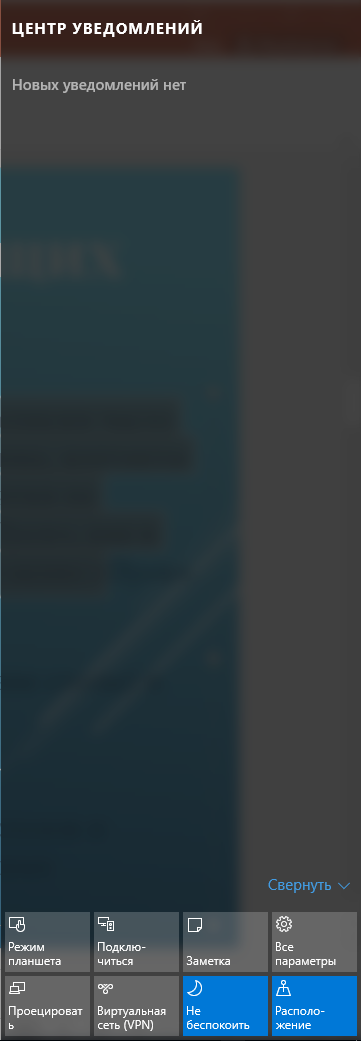 ЦЕНТР УВЕДОМЛЕНИЙ
Новых уведомлений нет
Свернуть
Режим
планшета
Подклю-
читься
Заметка
Все
параметры
Проецироват
ь
Виртуальная
сеть (VPN)
Не
беспокоить
Располо-
жение